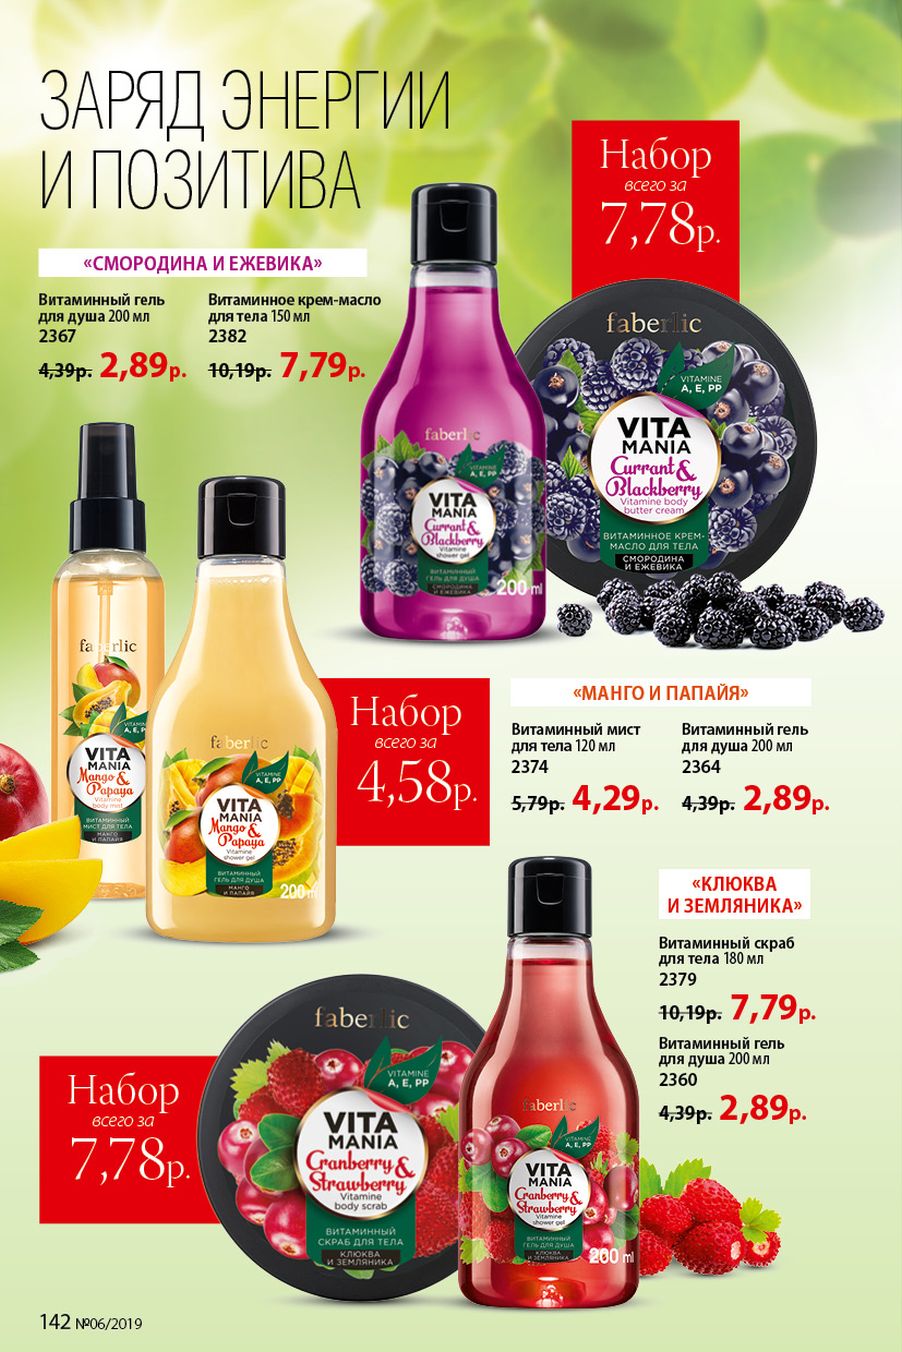 ЗАРЯД ЭНЕРГИИ
И ПОЗИТИВА
Набор
всего за
7,78р.
«СМОРОДИНА И ЕЖЕВИКА»
Витаминный гель
для душа 200 мл
2367
4,39р. 2,89р.
Витаминное крем-масло
для тела 150 мл
2382
10,19р. 7,79р.
faberlic
VITAMINE
A, E, PP
VITA
MANIA
Currant &
Blackberry
Vitamine body
butter cream
ВИТАМИННОЕ КРЕМ-
МАСЛО ДЛЯ ТЕЛА
СМОРОДИНА
И ЕЖЕВИКА
faberlic
VITAMINE
A, E, PP
VITA
MANIA
Currant &
Blackberry
Vitamine
shower gel
ВИТАМИННЫЙ
ГЕЛЬ ДЛЯ ДУША
СМОРОДИНА
И ЕЖЕВИКА
200 ml
faberlic
VITAMIN
A, E, PP
VITA
MANIA
Mango &
Papaya
Vitamine
body mist
ВИТАМИННЫЙ
МИСТ ДЛЯ ТЕЛА
МАНГО
И ПАПАЙЯ
faberlic
VITAMINE
A, E, PP
VITA
MANIA
Mango &
Papaya
Vitamine
shower gel
ВИТАМИННЫЙ
ГЕЛЬ ДЛЯ ДУША
МАНГО
И ПАПАЙЯ
200 ml
Набор
всего за
4,58р.
«МАНГО И ПАПАЙЯ»
Витаминный мист
для тела 120 мл
2374
5,79р. 4,29р.
Витаминный гель
для душа 200 мл
2364
4,39р. 2,89р.
«КЛЮКВА
И ЗЕМЛЯНИКА»
Витаминный скраб
для тела 180 мл
2379
10,19р. 7,79р.
Витаминный гель
для душа 200 мл
2360
4,39р. 2,89р.
Набор
всего за
7,78р.
faberlic
VITAMINE
A, E, PP
VITA
MANIA
Cranberry &
Strawberry
Vitamine
body scrab
ВИТАМИННЫЙ
СКРАБ ДЛЯ ТЕЛА
КЛЮКВА
И ЗЕМЛЯНИКА
faberlic
VITAMINE
A, E, PP
VITA
MANIA
Cranberry &
Strawberry
Vitamine
shower gel
ВИТАМИННЫЙ
ГЕЛЬ ДЛЯ ДУША
КЛЮКВА
И ЗЕМЛЯНИКА
200 ml
142 №06/2019